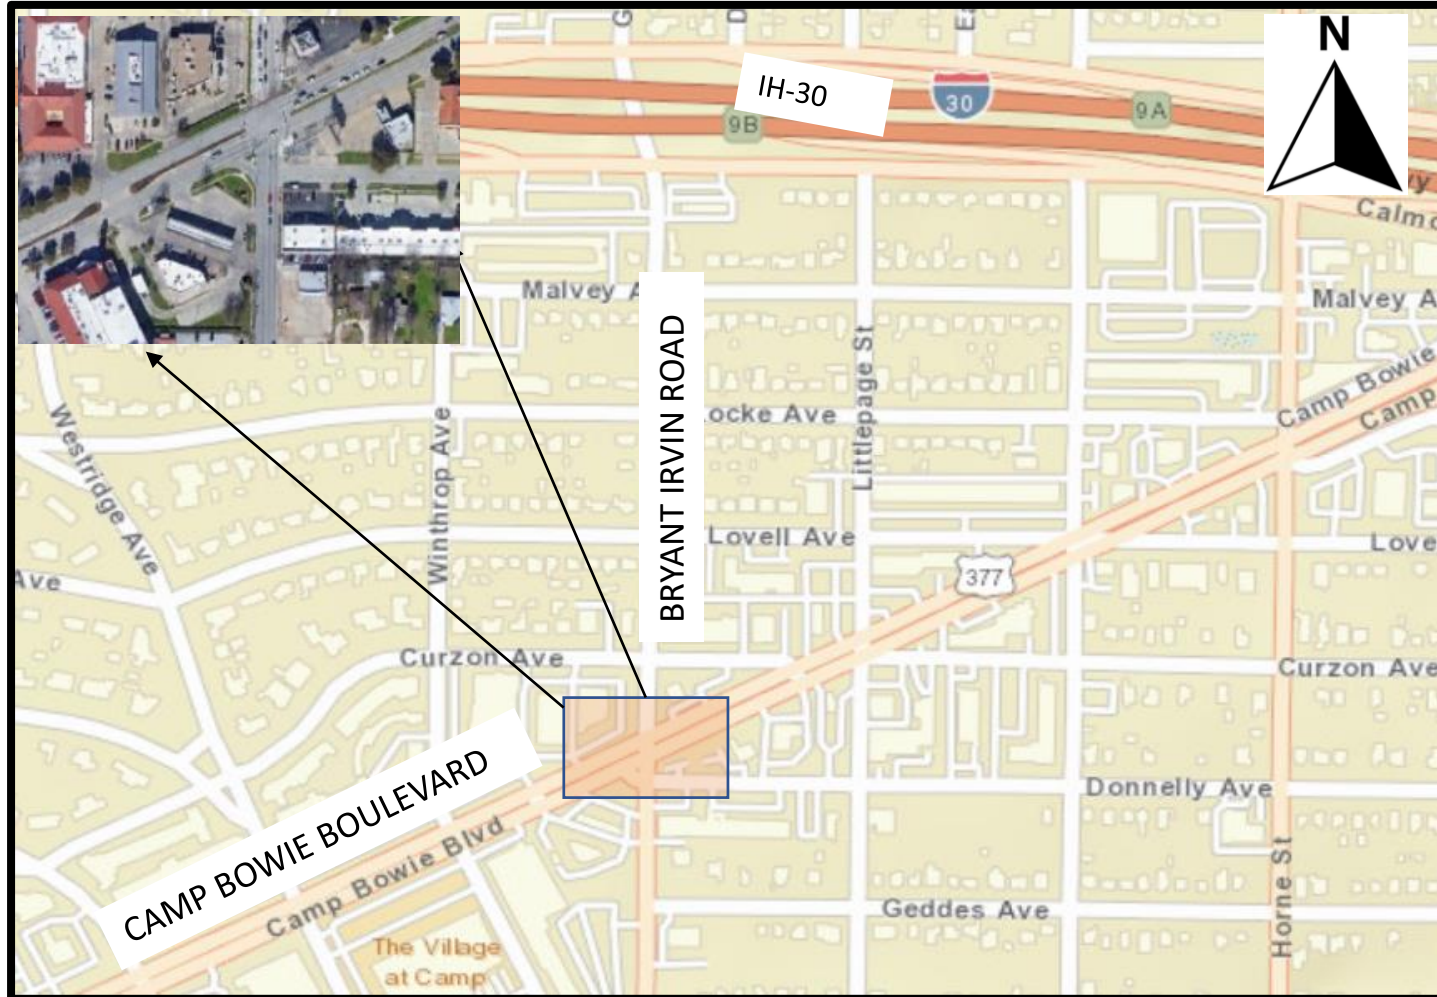 G
D
N
IH-30
30
9A
9B
Calmo
Malvey A
Malvey A
BRYANT IRVIN ROAD
Littlepage St
Camp Bowie
Camp
Westridge Ave
Winthrop Ave
ocke Ave
Lovell Ave
Love
Ave
377
Curzon Ave
Curzon Ave
CAMP BOWIE BOULEVARD
Camp Bowie Blvd
Donnelly Ave
Horne St
Geddes Ave
The Village
at Camp